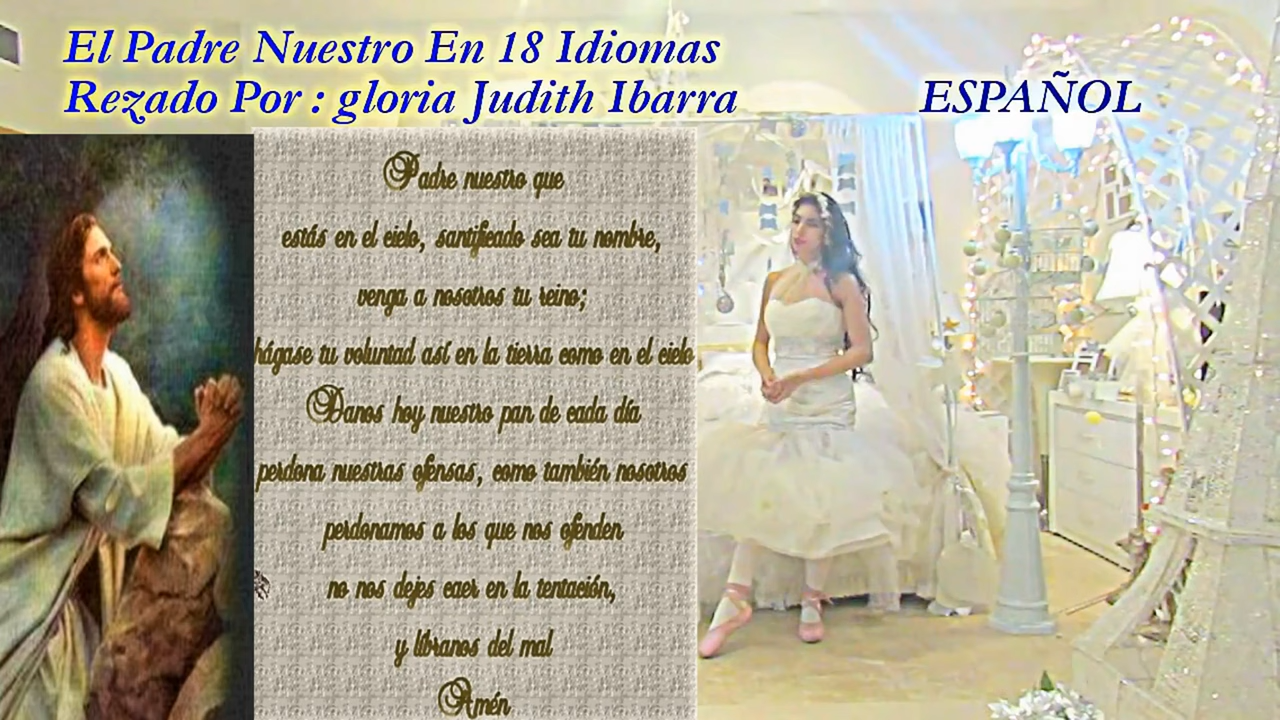 El Padre Nuestro En 18 Idiomas
Rezado Por : gloria Judith Ibarra
ESPAÑOL
Padre nuestro que
estás en el cielo, santificado sea tu nombre,
venga a nosotros tu reino;
hágase tu voluntad así en la tierra como en el cielo
Danos hoy nuestro pan de cada día
perdona nuestras ofensas, como también nosotros
perdonamos a los que nos ofenden
no nos dejes caer en la tentación,
y líbranos del mal
Amén